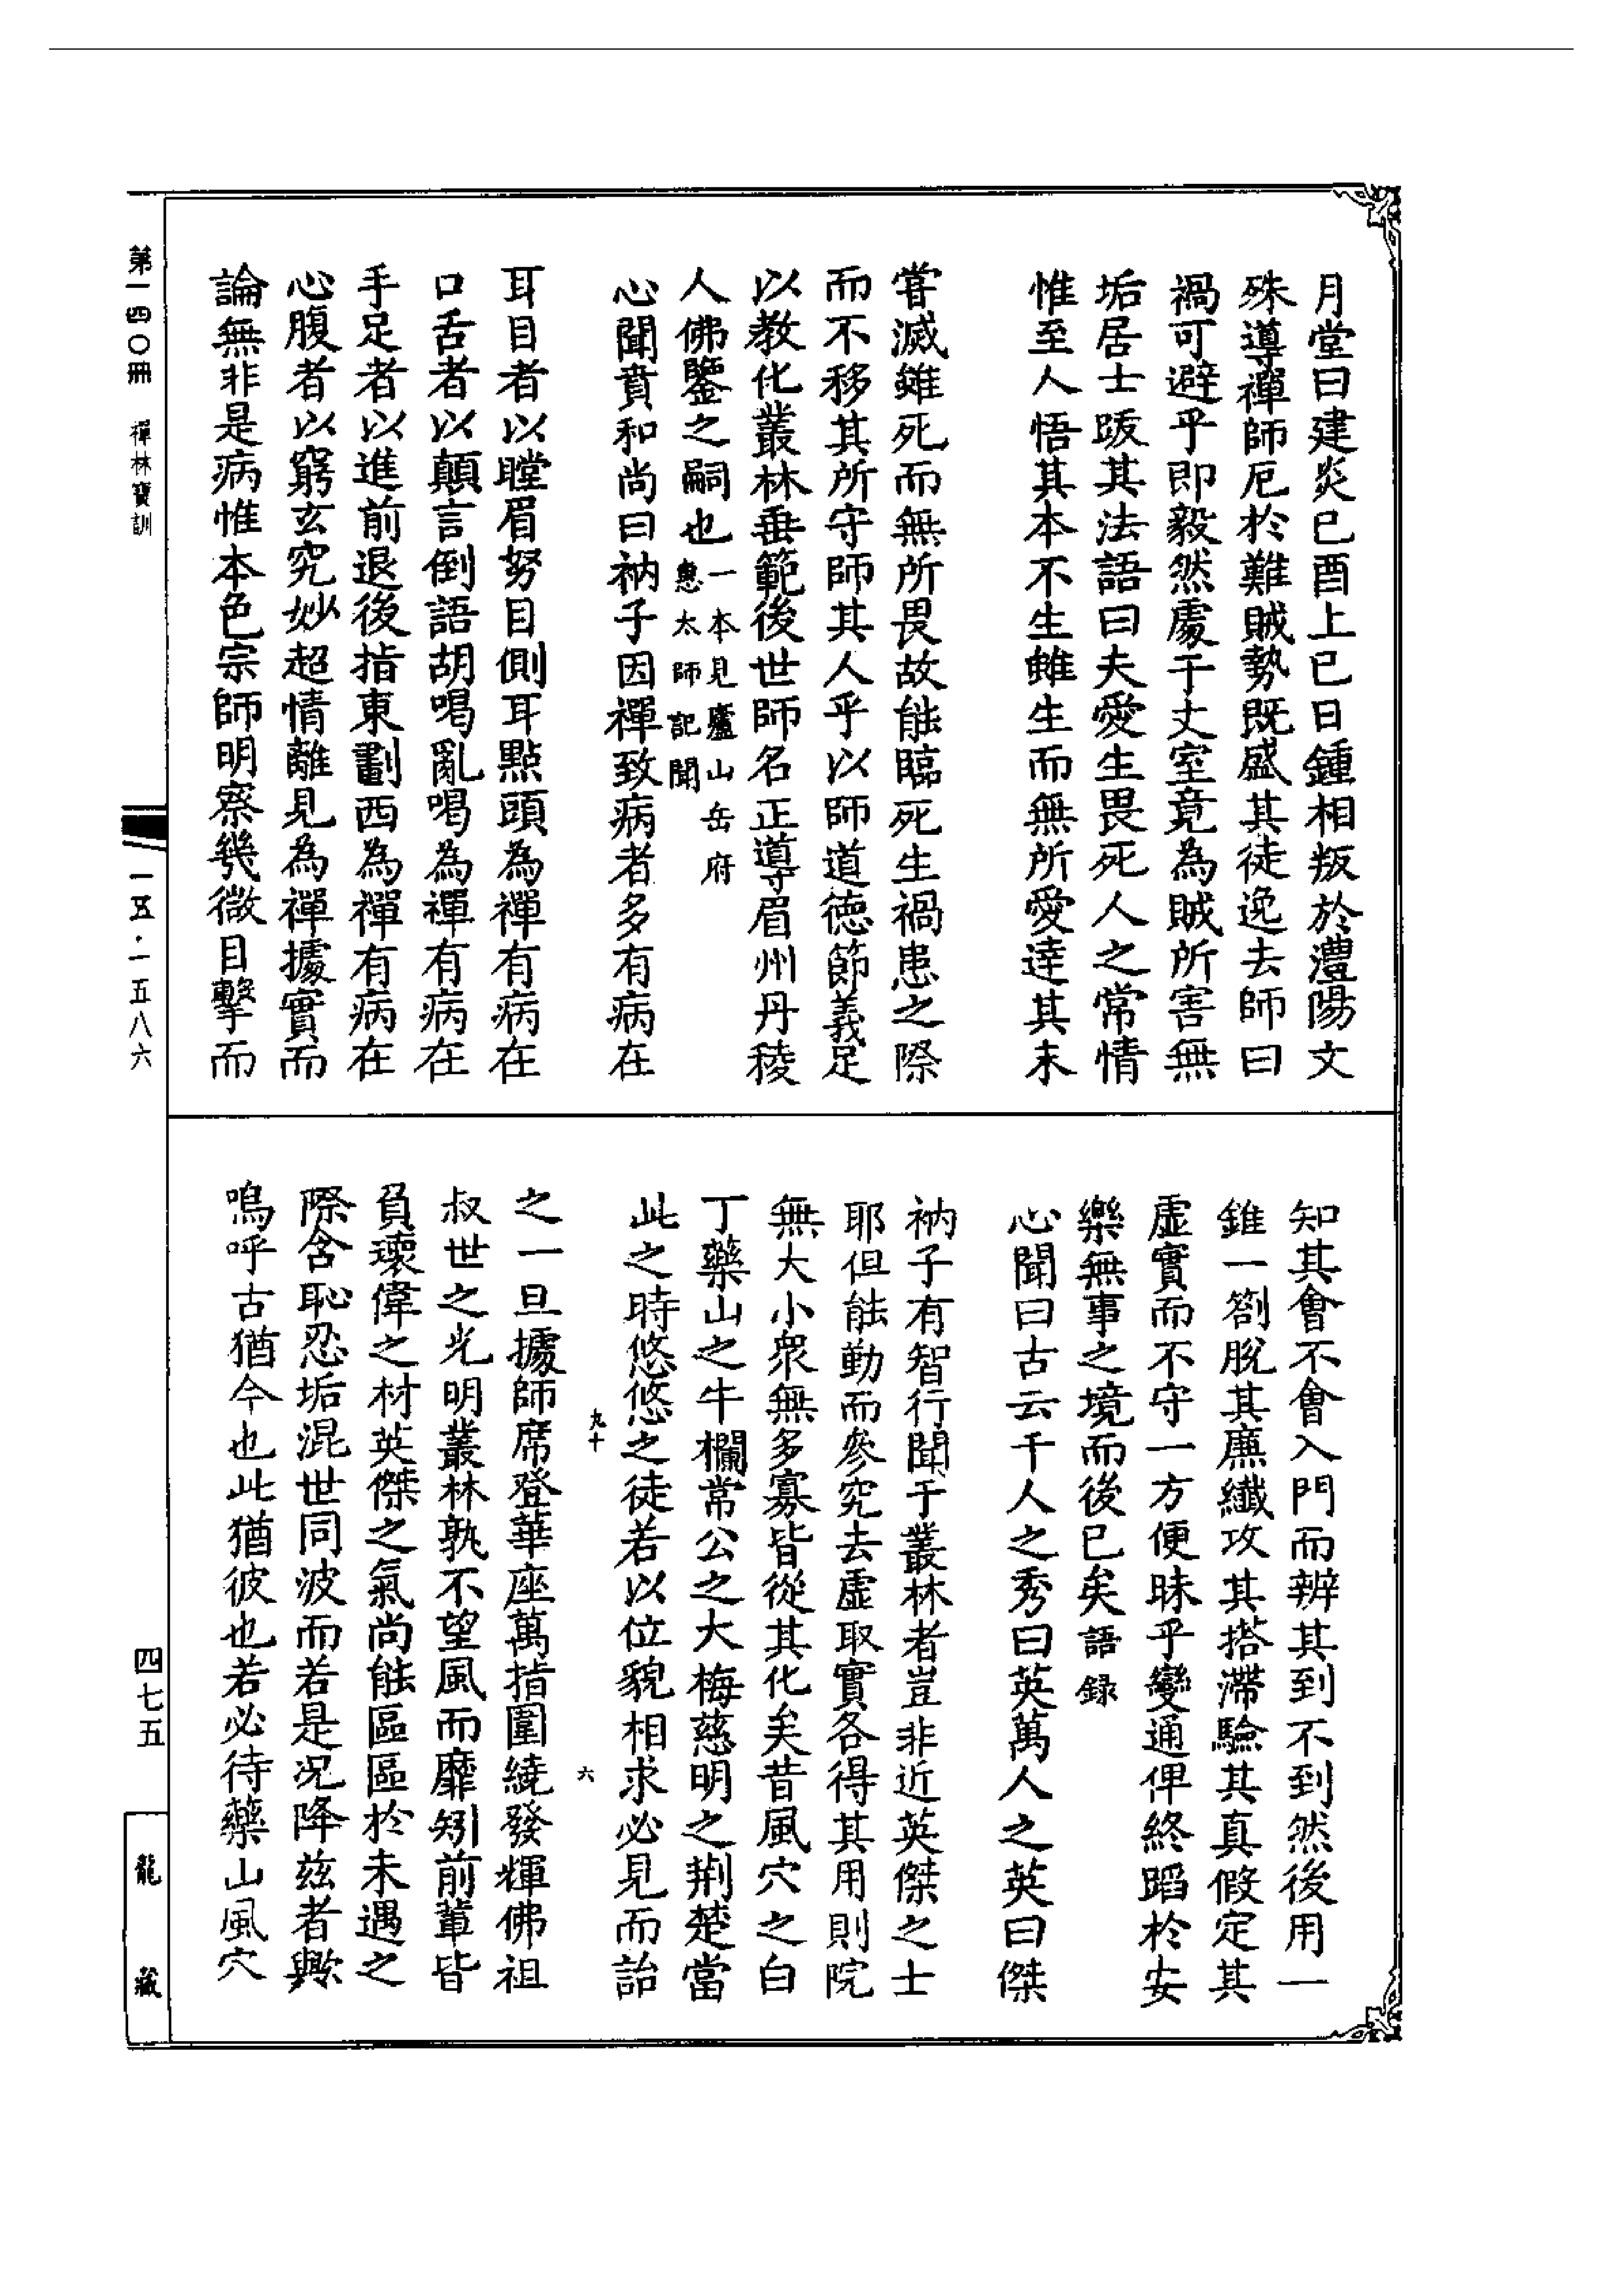 月堂曰建炎巳酉上巳日鍾相叛於澧陽文
殊導禪師厄於難賊勢既盛其徒逸去師曰
禍可避乎即毅然處于丈室竟為賊所害無
垢居士䟦其法語曰夫愛生畏死人之常情
惟至人悟其本不生雖生而無所愛達其未
甞滅雖死而無所畏故能臨死生禍患之際
而不移其所守師其人乎以師道德節義足
以教化叢林垂範後世師名正導眉州丹稜
人佛鑒之嗣也一本見廬山岳府
惠太師記聞
心聞賁和尚曰衲子因禪致病者多有病在
耳目者以瞠眉努目側耳點頭為禪有病在
口舌者以顛言倒語胡喝亂喝為禪有病在
手足者以進前退後指東劃西為禪有病在
心腹者以窮玄究妙超情離見為禪據實而
論無非是病惟本色宗師明察幾微目擊而
知其會不會入門而辨其到不到然後用一
錐一劄脫其廉纖攻其搭滯驗其真假定其
虛實而不守一方便昧乎變通俾終蹈於安
樂無事之境而後已矣語錄
心聞曰古云千人之秀曰英萬人之英曰傑
衲子有智行聞于叢林者豈非近英傑之士
耶但能勤而參究去虛取實各得其用則院
無大小衆無多寡皆從其化矣昔風穴之白
丁藥山之牛欄常公之大梅慈明之荆楚當
此之時悠悠之徒若以位貌相求必見而詒
九十
六
之一旦據師席登華座萬指圍繞發輝佛祖
叔世之光明叢林孰不望風而靡矧前輩皆
負瓌偉之材英傑之氣尚能區區於未遇之
際含恥忍垢混世同波而若是况降兹者歟
嗚呼古猶今也此猶彼也若必待藥山風穴
第一四〇冊 禪林寶訓
一五·一五八六
四七五
龍藏